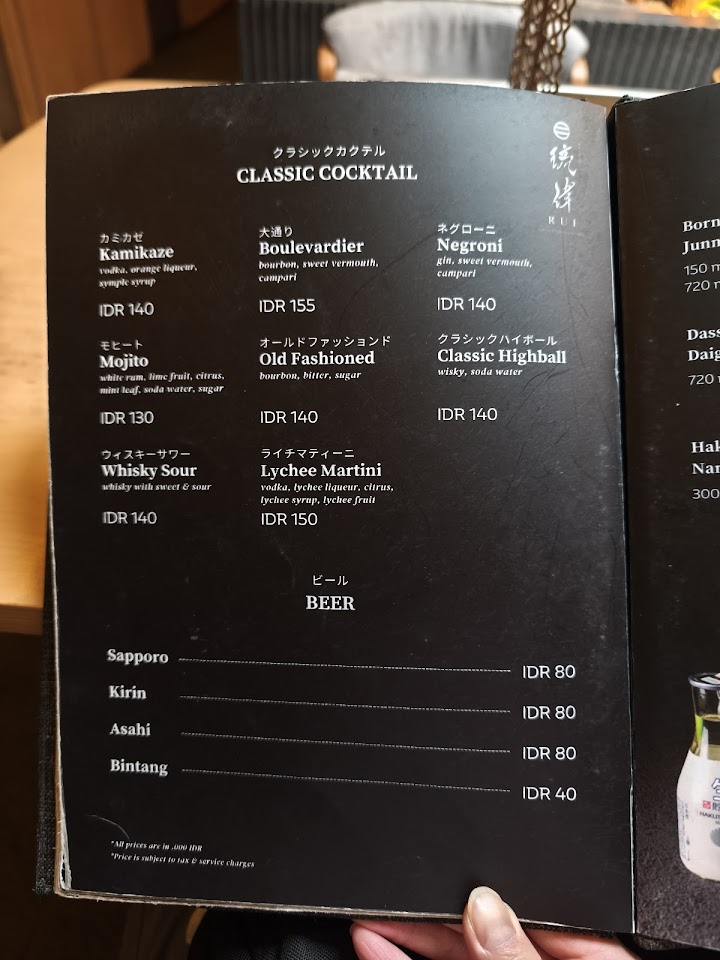 クラシックカクテル
CLASSIC COCKTAIL
琉偉
RUI
カミカゼ
Kamikaze
vodka, orange liqueur,
symple syrup
IDR 140
大通り
Boulevardier
bourbon, sweet vermouth,
campari
IDR 155
ネグローニ
Negroni
gin, sweet vermouth,
campari
IDR 140
モヒート
Mojito
white rum, lime fruit, citrus,
mint leaf, soda water, sugar
IDR 130
オールドファッションド
Old Fashioned
bourbon, bitter, sugar
IDR 140
クラシックハイボール
Classic Highball
wisky, soda water
IDR 140
ウィスキーサワー
Whisky Sour
whisky with sweet & sour
IDR 140
ライチマティーニ
Lychee Martini
vodka, lychee liqueur, citrus,
lychee syrup, lychee fruit
IDR 150
ビール
BEER
Sapporo IDR 80
Kirin IDR 80
Asahi IDR 80
Bintang IDR 40
*All prices are in .000 IDR
*Price is subject to tax & service charges
Born
Junm
150 m
720 m
Dass
Daig
720 m
Hak
Nam
300